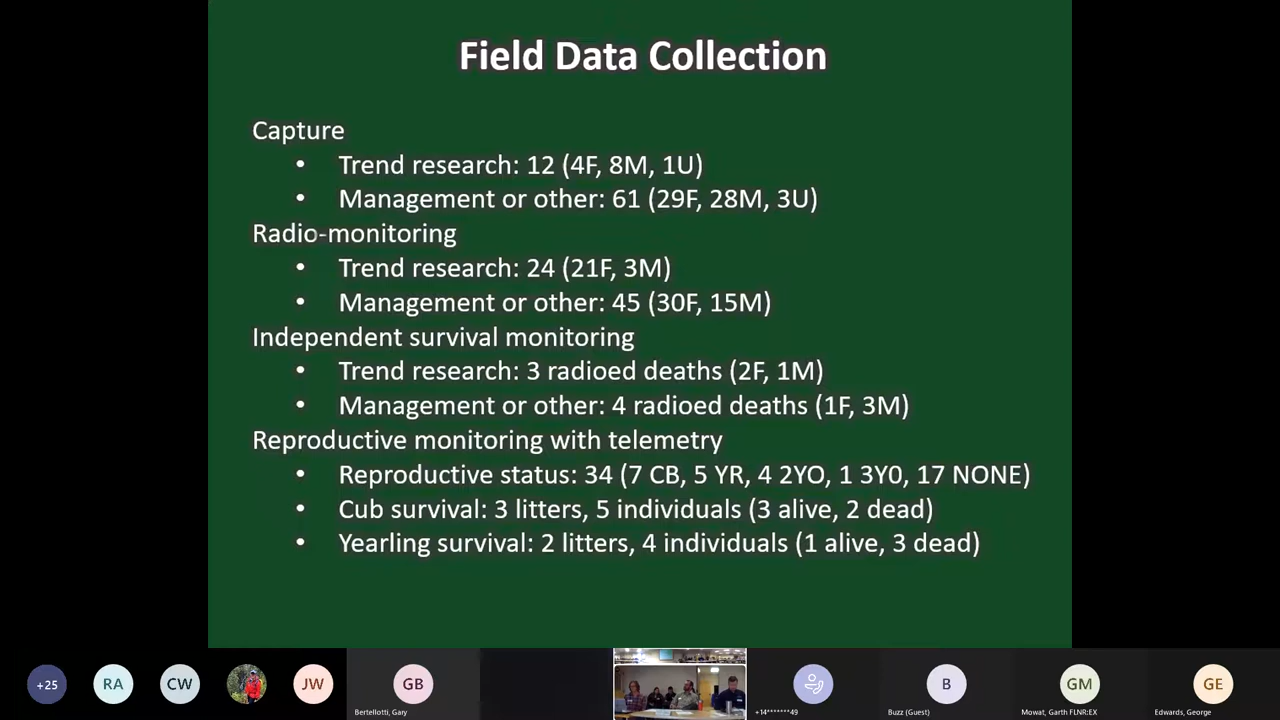 Field Data Collection
Capture
• Trend research: 12 (4F, 8M, 1U)
• Management or other: 61 (29F, 28M, 3U)
Radio-monitoring
• Trend research: 24 (21F, 3M)
• Management or other: 45 (30F, 15M)
Independent survival monitoring
• Trend research: 3 radioed deaths (2F, 1M)
• Management or other: 4 radioed deaths (1F, 3M)
Reproductive monitoring with telemetry
• Reproductive status: 34 (7 CB, 5 YR, 4 2YO, 1 3Y0, 17 NONE)
• Cub survival: 3 litters, 5 individuals (3 alive, 2 dead)
• Yearling survival: 2 litters, 4 individuals (1 alive, 3 dead)
+25 RA CW JW GB B GM GE
Bertellotti, Gary +14*******49 Buzz (Guest) Mowat, Garth FLNR:EX Edwards, George